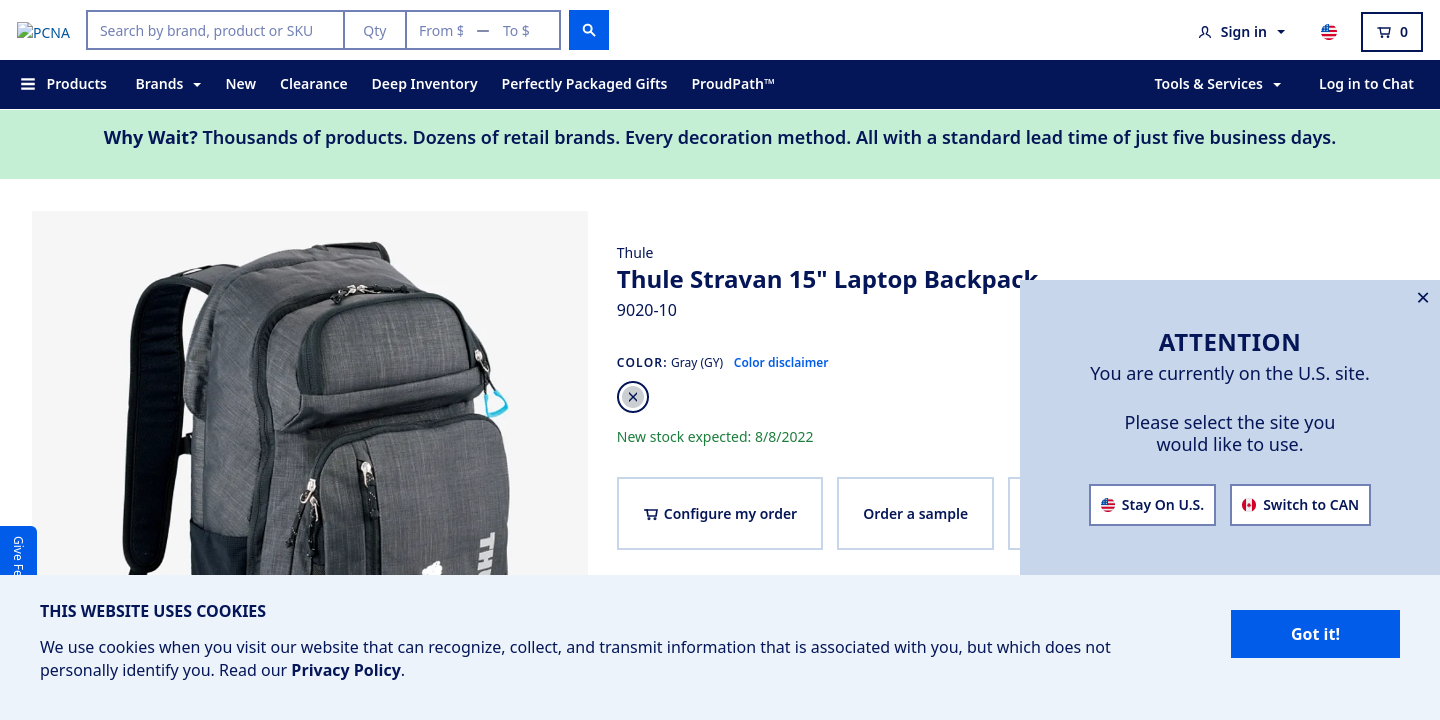 PCNA
Search by brand, product or SKU
Qty
From $ — To $
Sign in
0
Products
Brands
New
Clearance
Deep Inventory
Perfectly Packaged Gifts
ProudPath™
Tools & Services
Log in to Chat
Why Wait? Thousands of products. Dozens of retail brands. Every decoration method. All with a standard lead time of just five business days.
Thule
Thule Stravan 15" Laptop Backpack
9020-10
COLOR: Gray (GY) Color disclaimer
New stock expected: 8/8/2022
Configure my order
Order a sample
ATTENTION
You are currently on the U.S. site.
Please select the site you
would like to use.
Stay On U.S.
Switch to CAN
Give Fe
THIS WEBSITE USES COOKIES
We use cookies when you visit our website that can recognize, collect, and transmit information that is associated with you, but which does not
personally identify you. Read our Privacy Policy.
Got it!